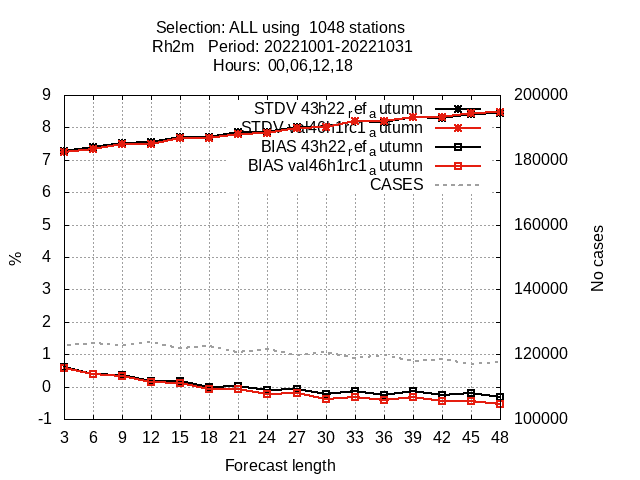 Selection: ALL using  1048 stations
Rh2m   Period: 20221001-20221031
Hours:  00,06,12,18
9 200000
STDV 43h22_ref_autumn
STDV val46h1rc1_autumn
8
BIAS 43h22_ref_autumn
7 180000
BIAS val46h1rc1_autumn
CASES
6
5 160000
4
% No cases
3 140000
2
1 120000
0
-1 100000
3 6 9 12 15 18 21 24 27 30 33 36 39 42 45 48
Forecast length